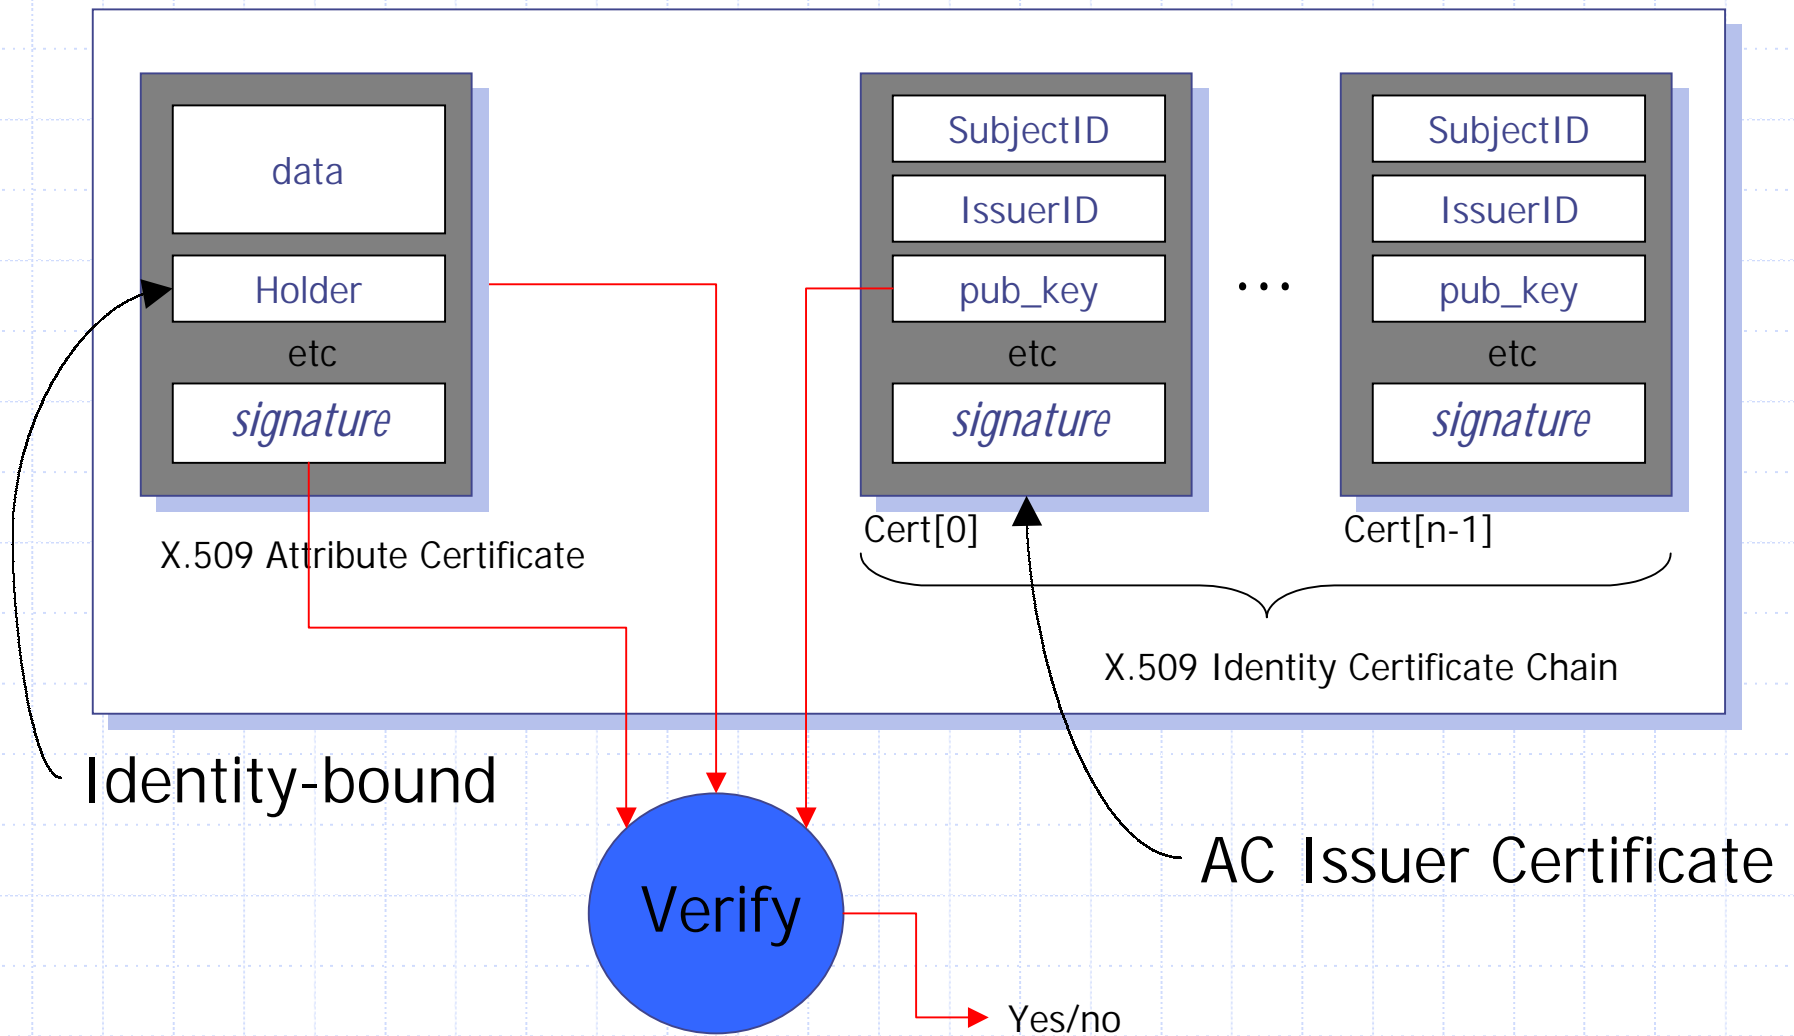 data
Holder
etc
signature
X.509 Attribute Certificate
SubjectID
IssuerID
pub_key
etc
signature
Cert[0]
...
SubjectID
IssuerID
pub_key
etc
signature
Cert[n-1]
X.509 Identity Certificate Chain
Identity-bound
AC Issuer Certificate
Verify
Yes/no